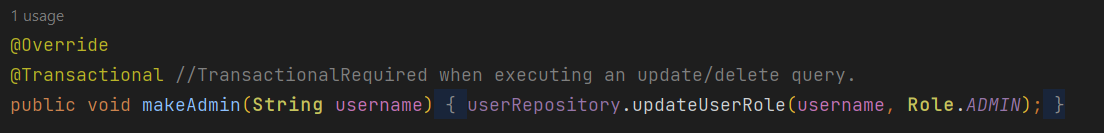 1 usage
@Override
@Transactional //TransactionalRequired when executing an update/delete query.
public void makeAdmin(String username) { userRepository.updateUserRole(username, Role.ADMIN); }